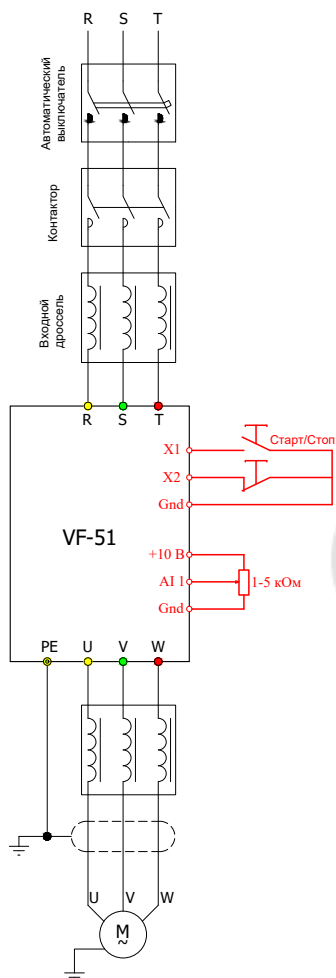 R S T
Автоматический
выключатель
Контактор
Входной
дроссель
R S T
X1
Старт/Стоп
X2
Gnd
VF-51
+10 В
AI 1
1-5 кОм
Gnd
PE U V W
U V W
M
~